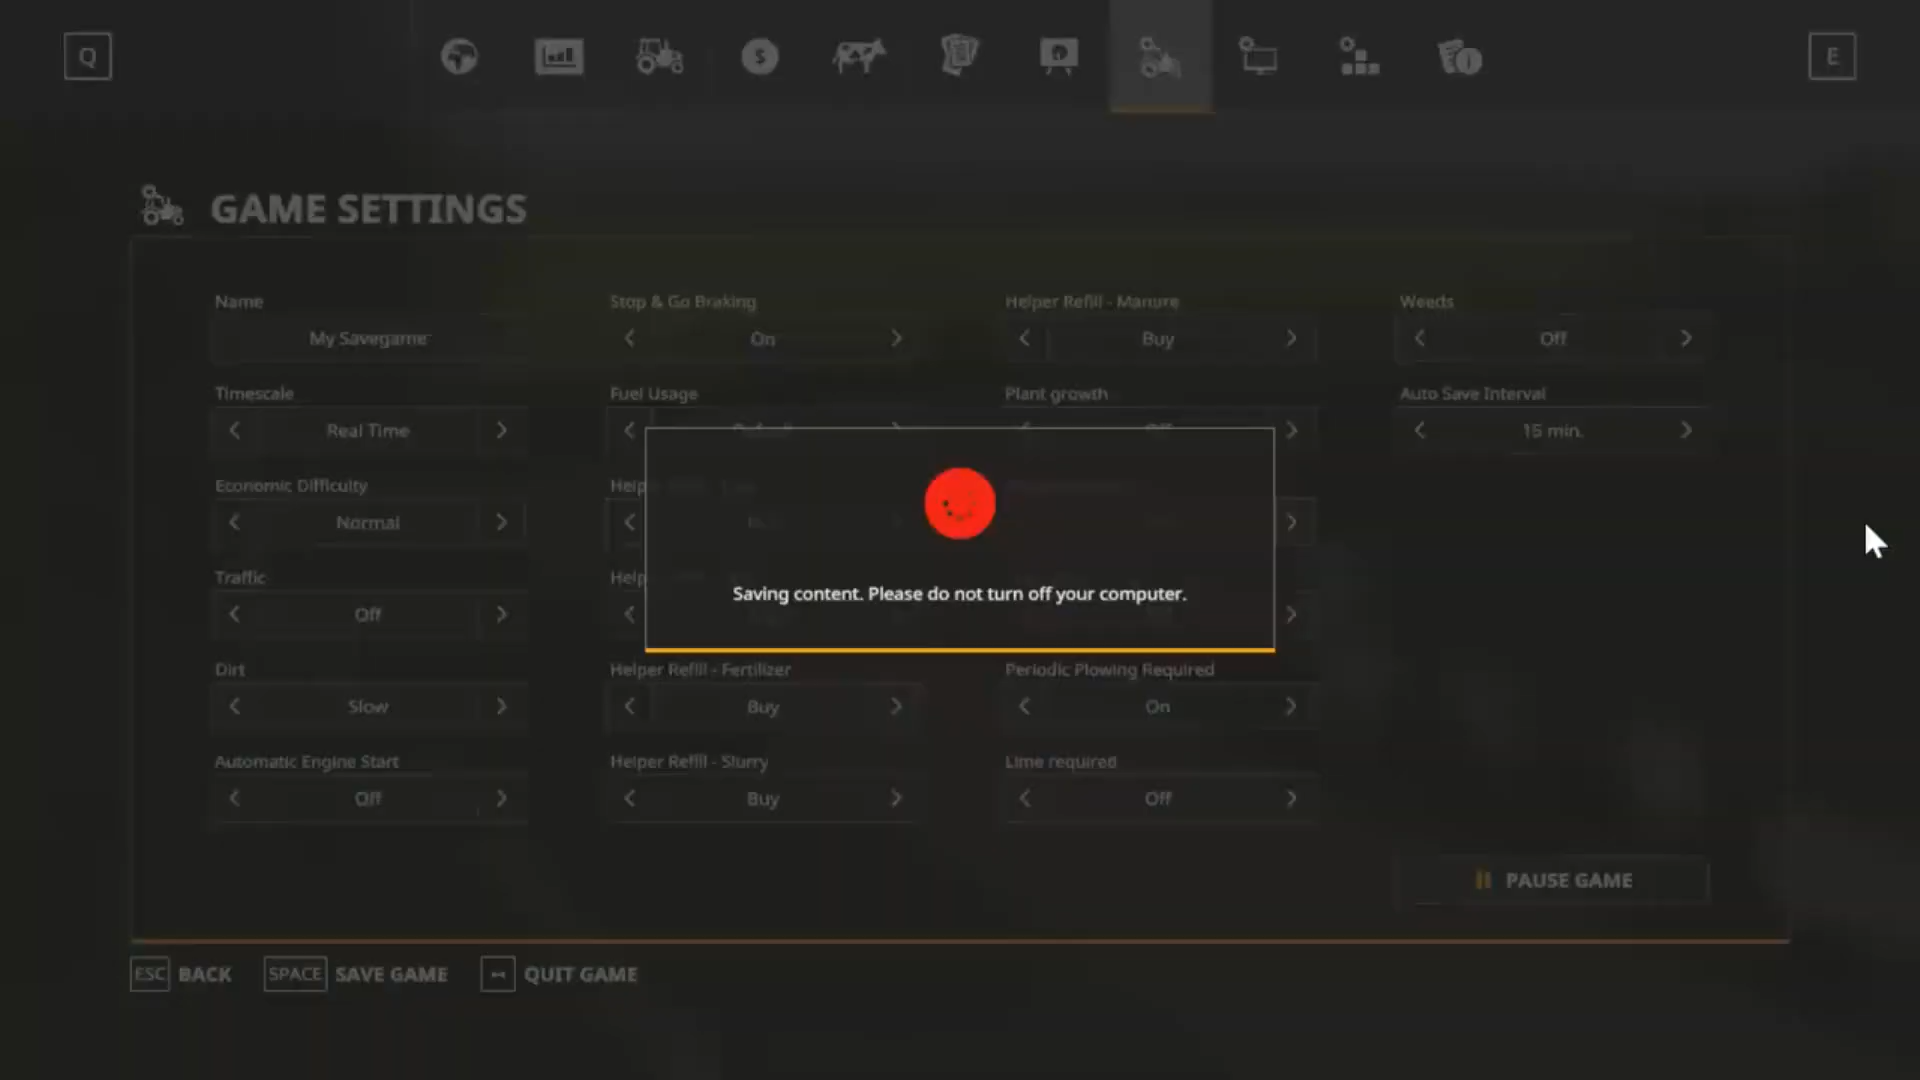 Q
E
GAME SETTINGS
Name
My Savegame
Stop & Go Braking
On
Helper Refill - Manure
Buy
Weeds
Off
Timescale
Real Time
Fuel Usage
Plant growth
Auto Save Interval
15 min.
Economic Difficulty
Normal
Help
Traffic
Off
Help
Saving content. Please do not turn off your computer.
Dirt
Slow
Helper Refill - Fertilizer
Buy
Periodic Plowing Required
On
Automatic Engine Start
Off
Helper Refill - Slurry
Buy
Lime required
Off
PAUSE GAME
ESC BACK SPACE SAVE GAME QUIT GAME